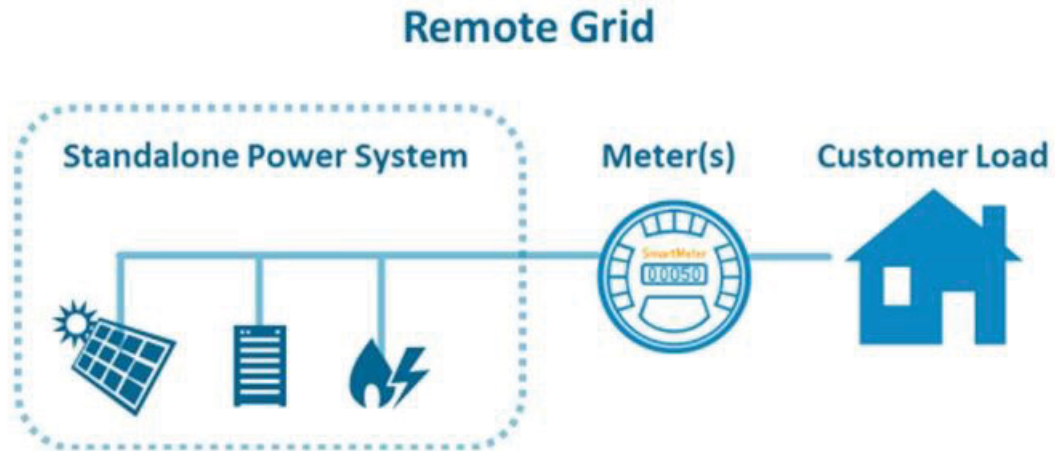 Remote Grid
Standalone Power System
Meter(s)
Customer Load
SmartMeter
00050